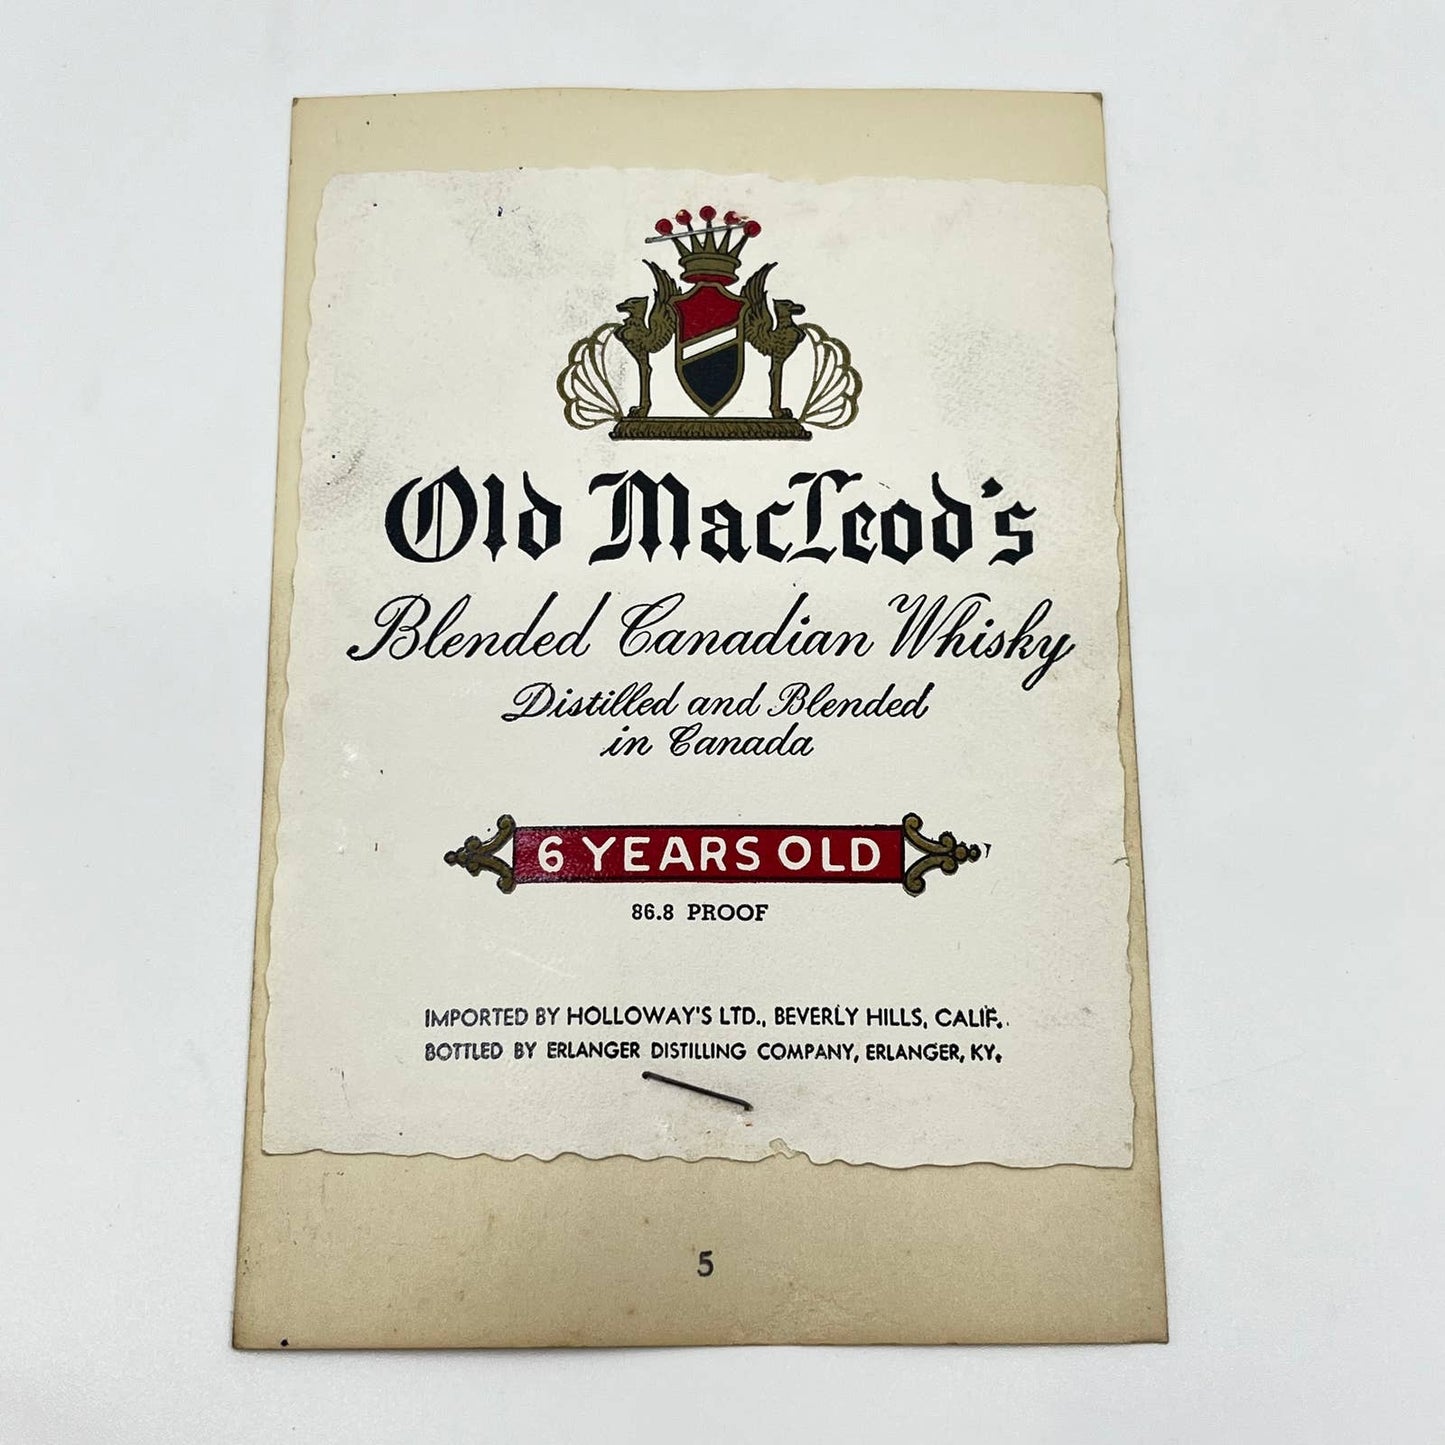 Old MacLeod's
Blended Canadian Whisky
Distilled and Blended
in Canada
6 YEARS OLD
86.8 PROOF
IMPORTED BY HOLLOWAY'S LTD., BEVERLY HILLS, CALIF.
BOTTLED BY ERLANGER DISTILLING COMPANY, ERLANGER, KY.
5